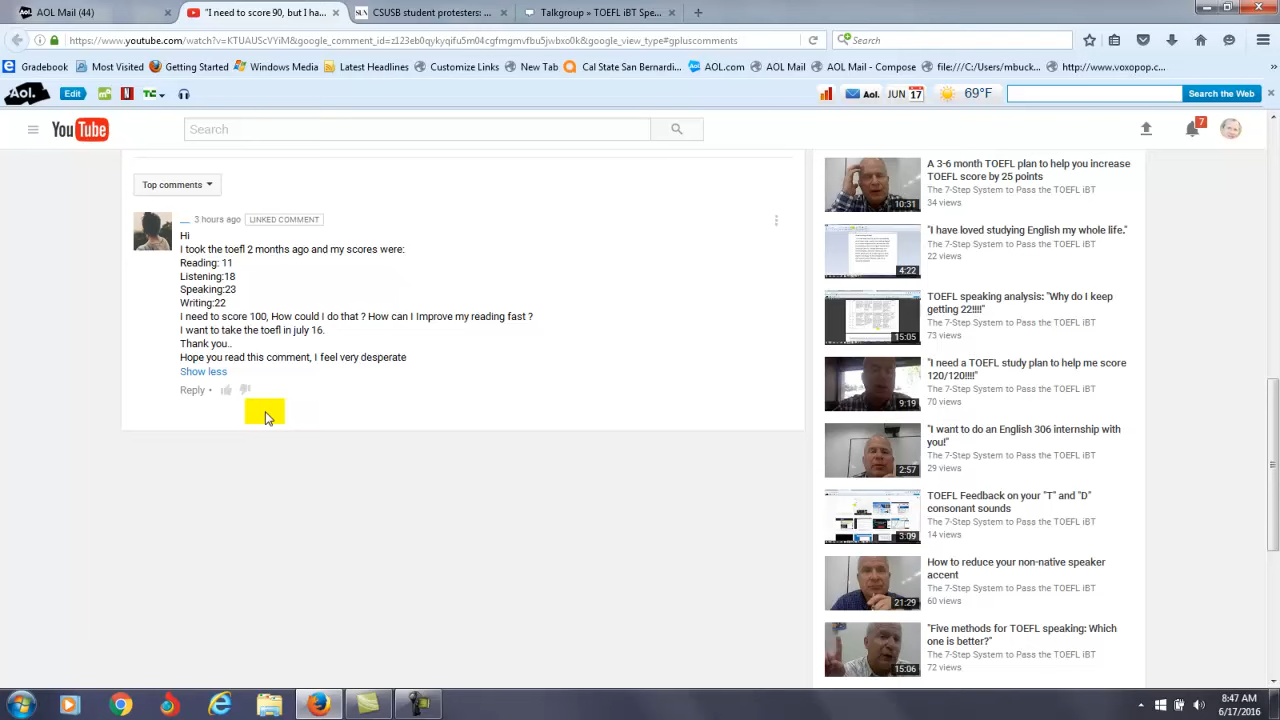 AOL Mail (44)
"I need to score 90, but I ha...
CSUSB student protesters: ...
Topics » TOEFL iBT Spe...
https://www.youtube.com/watch?v=KTUAUScVYiM&google_comment_id=z123eb0qykyqifu5m04cgfmgmvfbu5jwbxo0k&google_view_type#gpluscomments
Search
Gradebook
Most Visited
Getting Started
Windows Media
Latest Headlines
Customize Links
New Tab
Cal State San Bernardi...
AOL.com
AOL Mail
AOL Mail - Compose
file:///C:/Users/mbuck...
http://www.voxopop.c...
Aol.
Edit
TC
Aol.
JUN 17
69°F
Search the Web
YouTube
Search
7
Top comments
3 hours ago LINKED COMMENT
Hi
I took the toefl 2 months ago and my scores were:
Reading:11
Listening:18
Speaking:23
Writing:22
I need to score 100, How could I do that ? How can I Improve my reading fast ?
I want to take the toefl in july 16.
Thank you..
Hope you read this comment, I feel very desperate
Show less
Reply
10:31
A 3-6 month TOEFL plan to help you increase
TOEFL score by 25 points
The 7-Step System to Pass the TOEFL iBT
34 views
4:22
"I have loved studying English my whole life."
The 7-Step System to Pass the TOEFL iBT
22 views
15:05
TOEFL speaking analysis: "Why do I keep
getting 22!!!!"
The 7-Step System to Pass the TOEFL iBT
73 views
9:19
"I need a TOEFL study plan to help me score
120/120!!!!"
The 7-Step System to Pass the TOEFL iBT
70 views
2:57
"I want to do an English 306 internship with
you!"
The 7-Step System to Pass the TOEFL iBT
29 views
3:09
TOEFL Feedback on your "T" and "D"
consonant sounds
The 7-Step System to Pass the TOEFL iBT
14 views
21:29
How to reduce your non-native speaker
accent
The 7-Step System to Pass the TOEFL iBT
60 views
15:06
"Five methods for TOEFL speaking: Which
one is better?"
The 7-Step System to Pass the TOEFL iBT
72 views
8:47 AM
6/17/2016